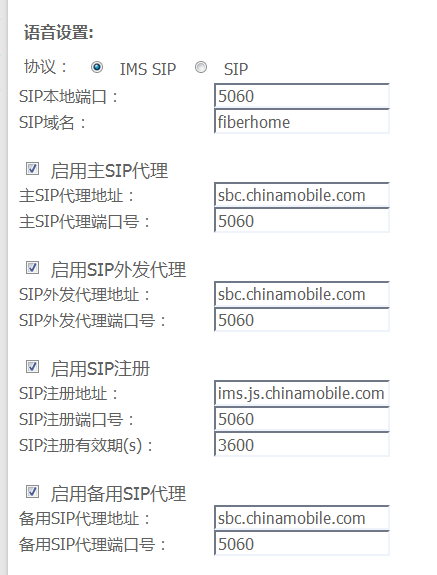 语音设置:
协议： IMS SIP SIP
SIP本地端口： 5060
SIP域名： fiberhome
启用主SIP代理
主SIP代理地址： sbc.chinamobile.com
主SIP代理端口号： 5060
启用SIP外发代理
SIP外发代理地址： sbc.chinamobile.com
SIP外发代理端口号： 5060
启用SIP注册
SIP注册地址： ims.js.chinamobile.com
SIP注册端口号： 5060
SIP注册有效期(s)： 3600
启用备用SIP代理
备用SIP代理地址： sbc.chinamobile.com
备用SIP代理端口号： 5060